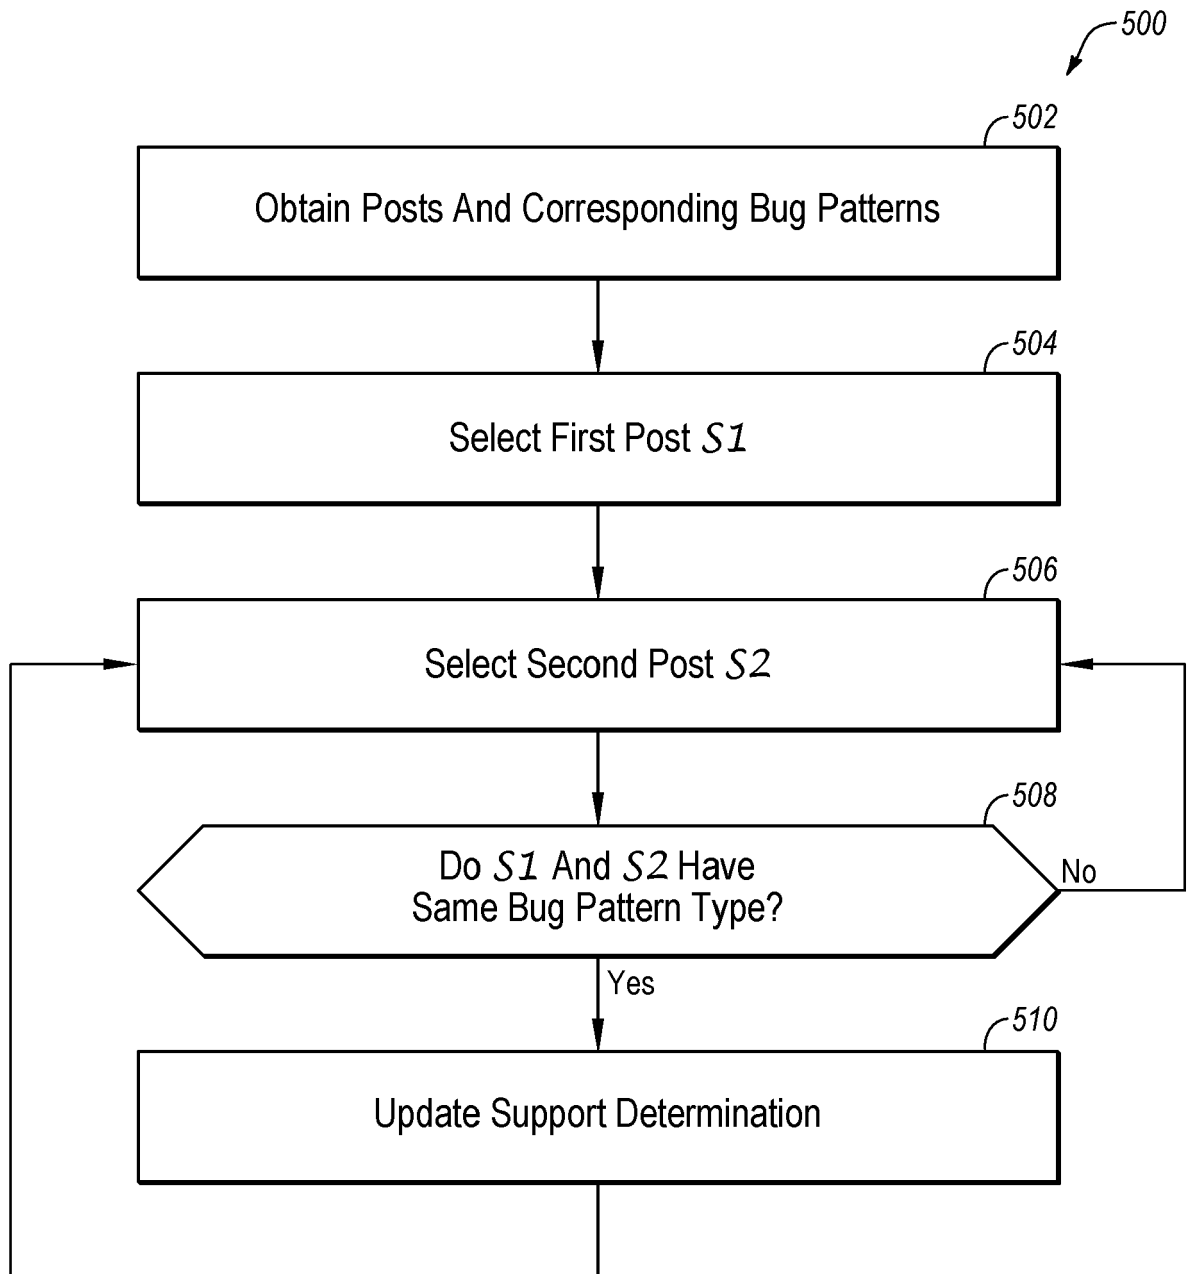 500
502
Obtain Posts And Corresponding Bug Patterns
504
Select First Post S1
506
Select Second Post S2
508
Do S1 And S2 Have
Same Bug Pattern Type?
No
Yes
510
Update Support Determination